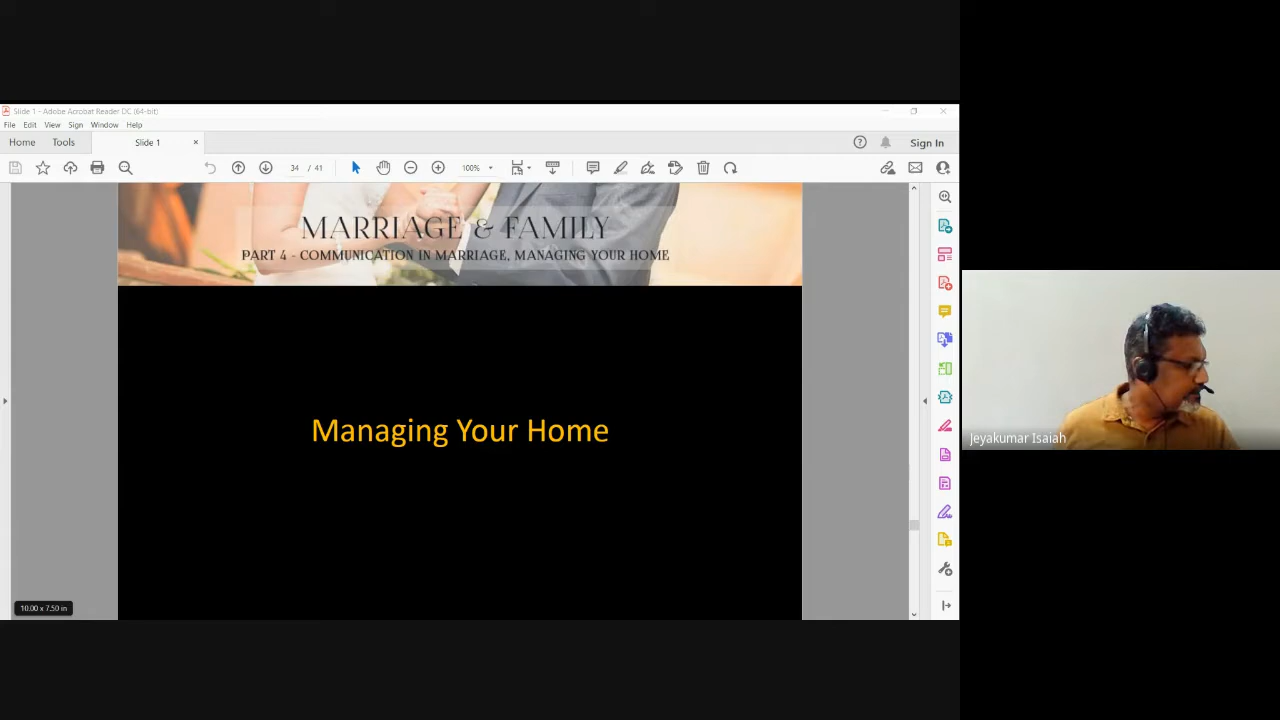 Slide 1 - Adobe Acrobat Reader DC (64-bit)
File Edit View Sign Window Help
Home Tools Slide 1 × Sign In
34 / 41 100%
MARRIAGE & FAMILY
PART 4 - COMMUNICATION IN MARRIAGE, MANAGING YOUR HOME
Managing Your Home
Jeyakumar Isaiah
10.00 x 7.50 in